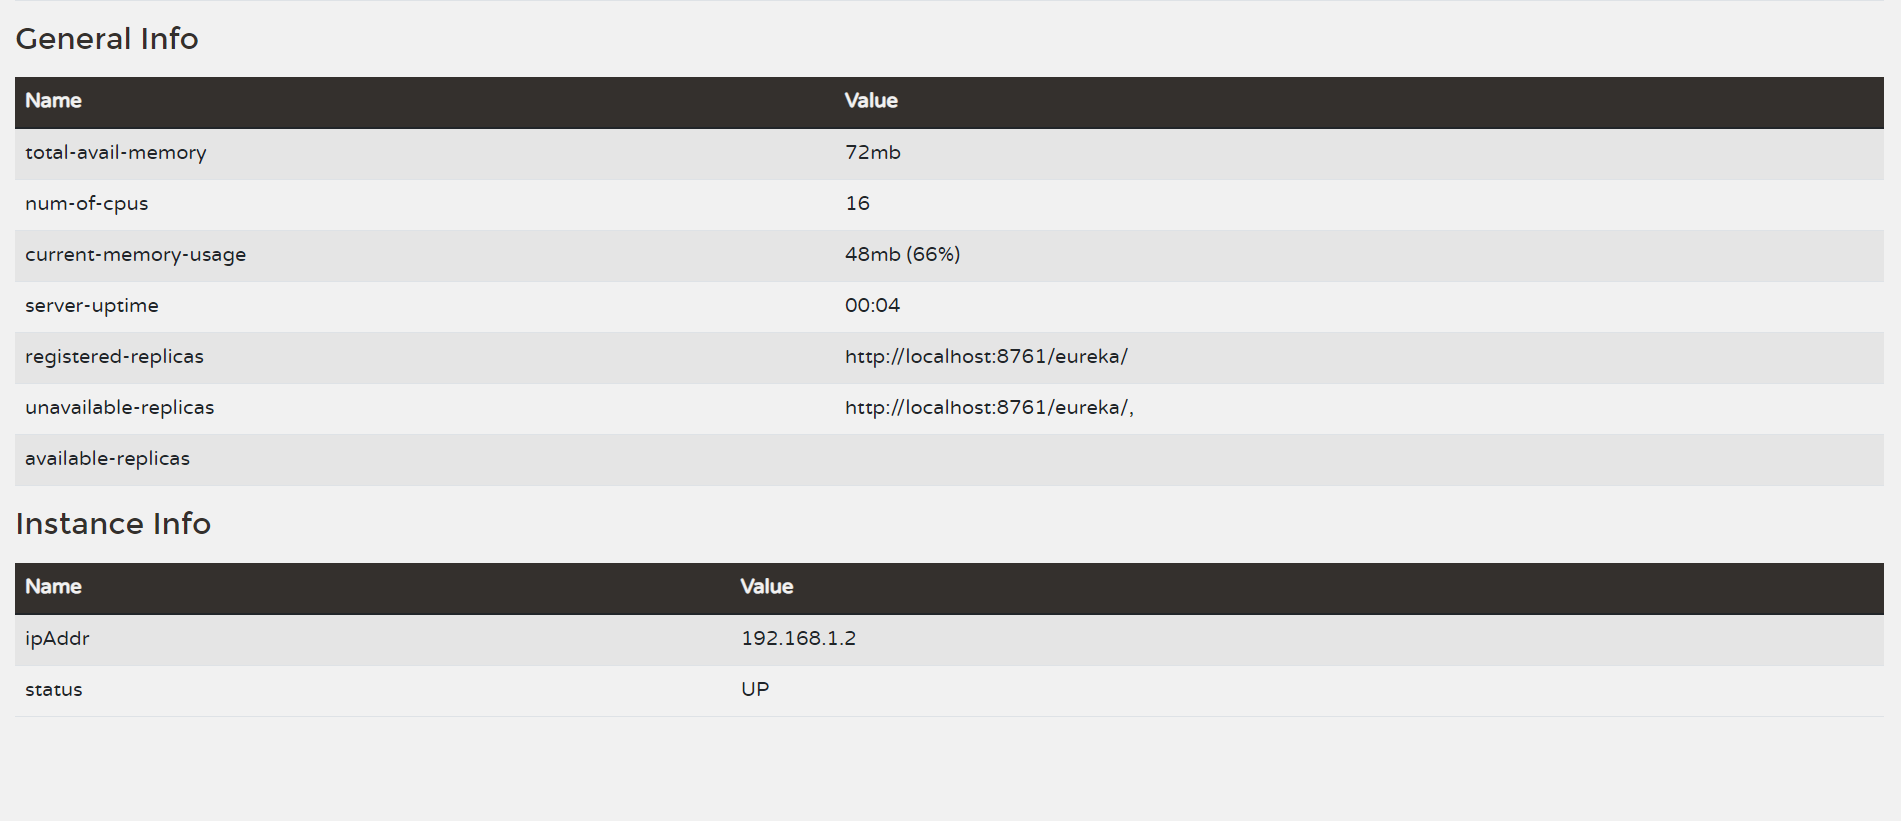 General Info
Name Value
total-avail-memory 72mb
num-of-cpus 16
current-memory-usage 48mb (66%)
server-uptime 00:04
registered-replicas http://localhost:8761/eureka/
unavailable-replicas http://localhost:8761/eureka/,
available-replicas
Instance Info
Name Value
ipAddr 192.168.1.2
status UP